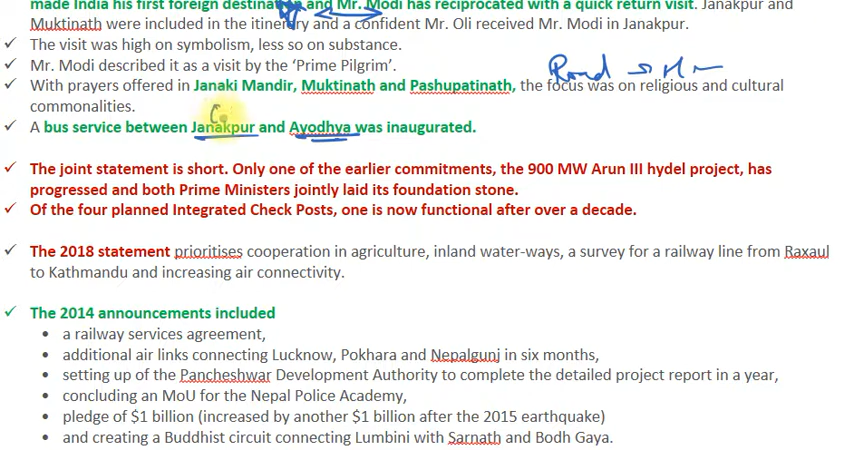 made India his first foreign destination and Mr. Modi has reciprocated with a quick return visit. Janakpur and
Muktinath were included in the itinerary and a confident Mr. Oli received Mr. Modi in Janakpur.
✓ The visit was high on symbolism, less so on substance.
✓ Mr. Modi described it as a visit by the ‘Prime Pilgrim’.
✓ With prayers offered in Janaki Mandir, Muktinath and Pashupatinath, the focus was on religious and cultural
commonalities.
✓ A bus service between Janakpur and Ayodhya was inaugurated.
✓ The joint statement is short. Only one of the earlier commitments, the 900 MW Arun III hydel project, has
progressed and both Prime Ministers jointly laid its foundation stone.
✓ Of the four planned Integrated Check Posts, one is now functional after over a decade.
✓ The 2018 statement prioritises cooperation in agriculture, inland water-ways, a survey for a railway line from Raxaul
to Kathmandu and increasing air connectivity.
✓ The 2014 announcements included
• a railway services agreement,
• additional air links connecting Lucknow, Pokhara and Nepalgunj in six months,
• setting up of the Pancheshwar Development Authority to complete the detailed project report in a year,
• concluding an MoU for the Nepal Police Academy,
• pledge of $1 billion (increased by another $1 billion after the 2015 earthquake)
• and creating a Buddhist circuit connecting Lumbini with Sarnath and Bodh Gaya.